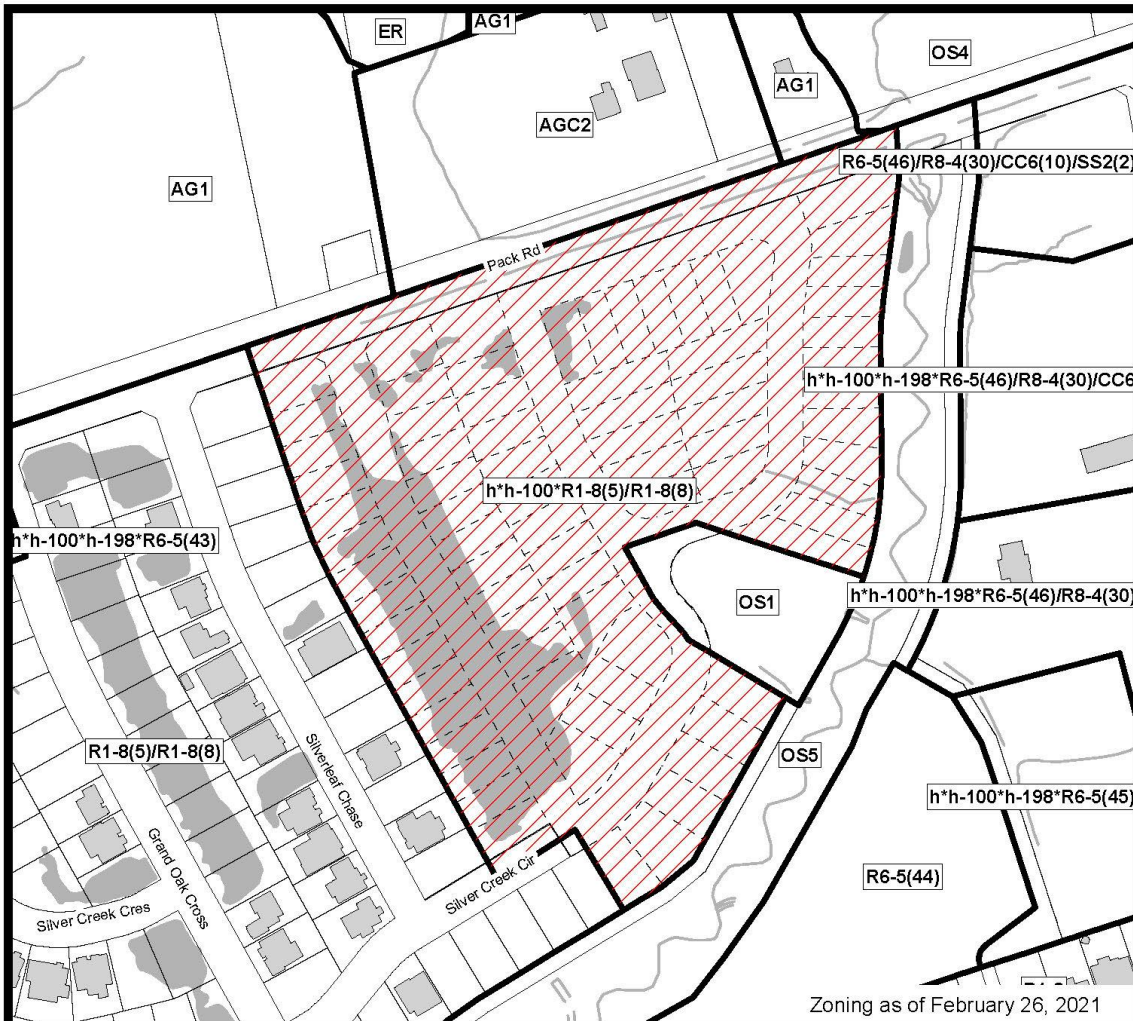 ER
AG1
OS4
AG1
AGC2
R6-5(46)/R8-4(30)/CC6(10)/SS2(2)
AG1
Pack Rd
h*h-100*h-198*R6-5(46)/R8-4(30)/CC6
h*h-100*R1-8(5)/R1-8(8)
h*h-100*h-198*R6-5(43)
OS1
h*h-100*h-198*R6-5(46)/R8-4(30)
R1-8(5)/R1-8(8)
Silverleaf Chase
OS5
h*h-100*h-198*R6-5(45)
Grand Oak Cross
R6-5(44)
Silver Creek Cir
Silver Creek Cres
Zoning as of February 26, 2021